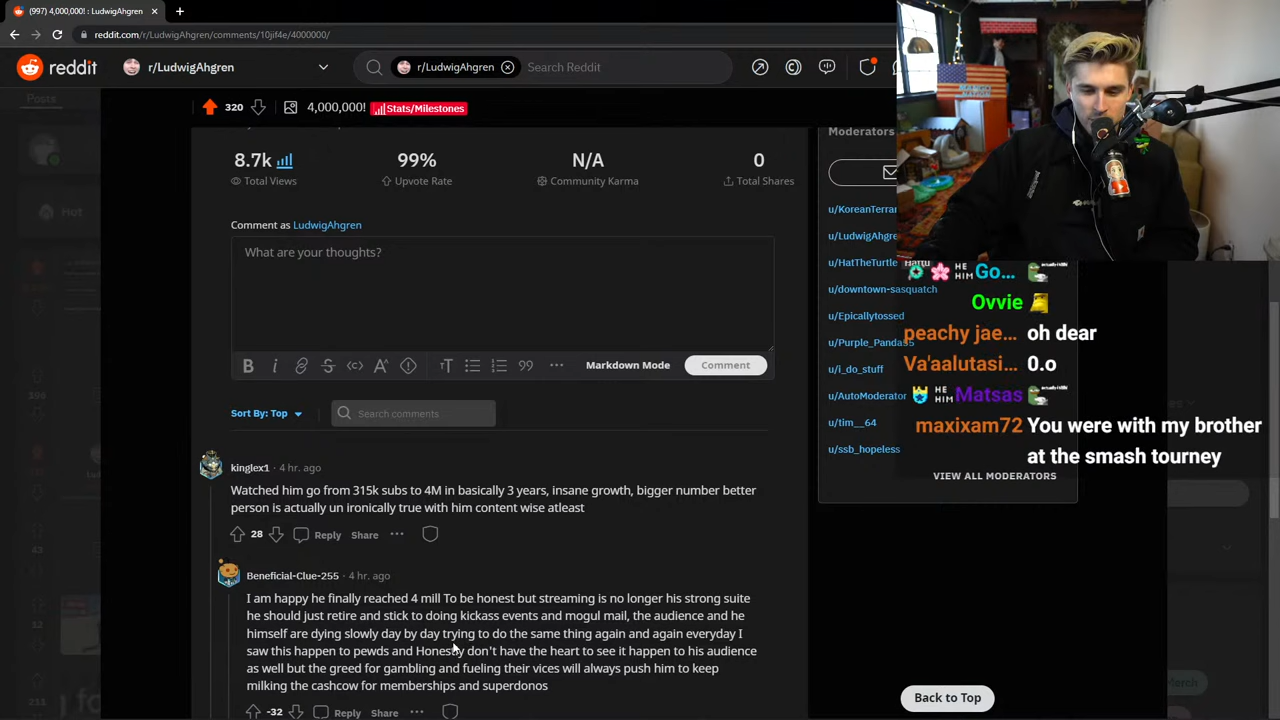 (997) 4,000,000! : LudwigAhgren
reddit.com/r/LudwigAhgren/comments/10jif4s/4000000/
reddit
r/LudwigAhgren
r/LudwigAhgren
Search Reddit
Posts
320
4,000,000!
Stats/Milestones
8.7k
99%
N/A
0
Total Views
Upvote Rate
Community Karma
Total Shares
Comment as LudwigAhgren
What are your thoughts?
Markdown Mode
Comment
Sort By: Top
Search comments
kinglex1 · 4 hr. ago
Watched him go from 315k subs to 4M in basically 3 years, insane growth, bigger number better
person is actually un ironically true with him content wise atleast
28
Reply
Share
Beneficial-Clue-255 · 4 hr. ago
I am happy he finally reached 4 mill To be honest but streaming is no longer his strong suite
he should just retire and stick to doing kickass events and mogul mail, the audience and he
himself are dying slowly day by day trying to do the same thing again and again everyday I
saw this happen to pewds and Honestly don't have the heart to see it happen to his audience
as well but the greed for gambling and fueling their vices will always push him to keep
milking the cashcow for memberships and superdonos
-32
Reply
Share
Moderators
u/KoreanTerran
u/LudwigAhgre
u/HatTheTurtle
u/downtown-sasquatch
u/Epicallytossed
u/Purple_Panda55
u/i_do_stuff
u/AutoModerator
u/tim__64
u/ssb_hopeless
VIEW ALL MODERATORS
Back to Top
HE
HIM
Go...
Ovvie
peachy jae... oh dear
Va'aalutasi... 0.o
HE
HIM
Matsas
maxixam72 You were with my brother
at the smash tourney
Hot